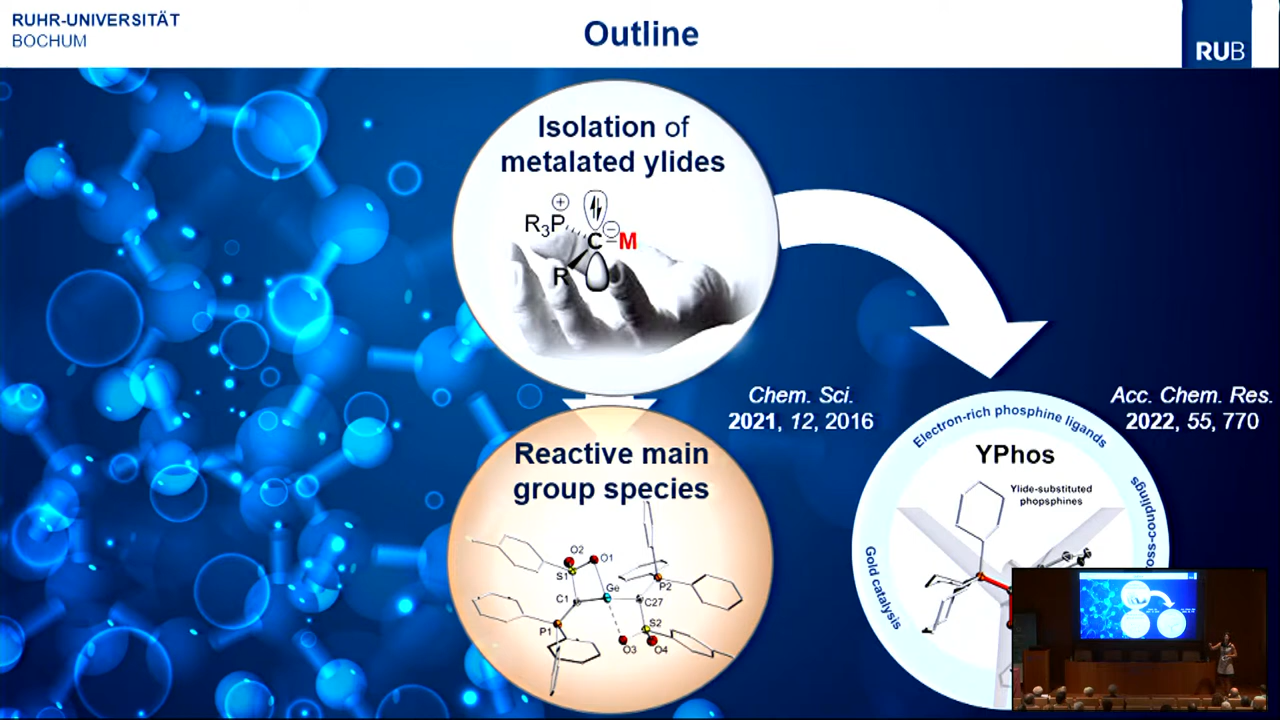 RUHR-UNIVERSITÄT
BOCHUM
Outline
RUB
Isolation of
metalated ylides
R3P
C
M
R
Chem. Sci.
2021, 12, 2016
Acc. Chem. Res.
2022, 55, 770
Reactive main
group species
O2
O1
S1
Ge
P2
C1
C27
P1
S2
O3
O4
Electron-rich phosphine ligands
YPhos
Ylide-substituted
phopsphines
Gold catalysis
oss-couplings